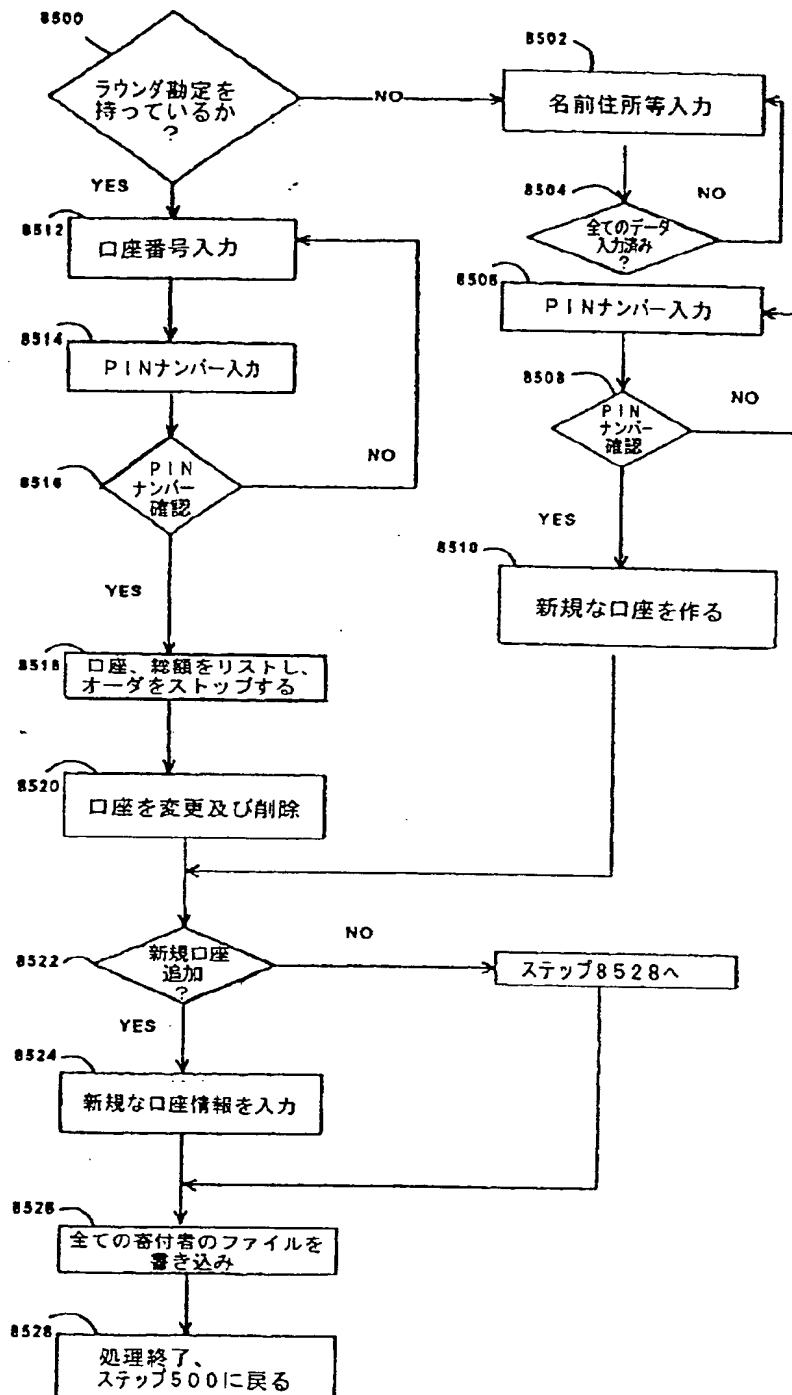 8500
ラウンダ勘定を
持っているか
?
NO
YES
8502
名前住所等入力
8504
全てのデータ
入力済み
?
NO
8506
PINナンバー入力
8508
PIN
ナンバー
確認
NO
YES
8510
新規な口座を作る
8512
口座番号入力
8514
PINナンバー入力
8516
PIN
ナンバー
確認
NO
YES
8518
口座、総額をリストし、
オーダをストップする
8520
口座を変更及び削除
8522
新規口座
追加
?
NO
ステップ8528へ
YES
8524
新規な口座情報を入力
8526
全ての寄付者のファイルを
書き込み
8528
処理終了、
ステップ500に戻る